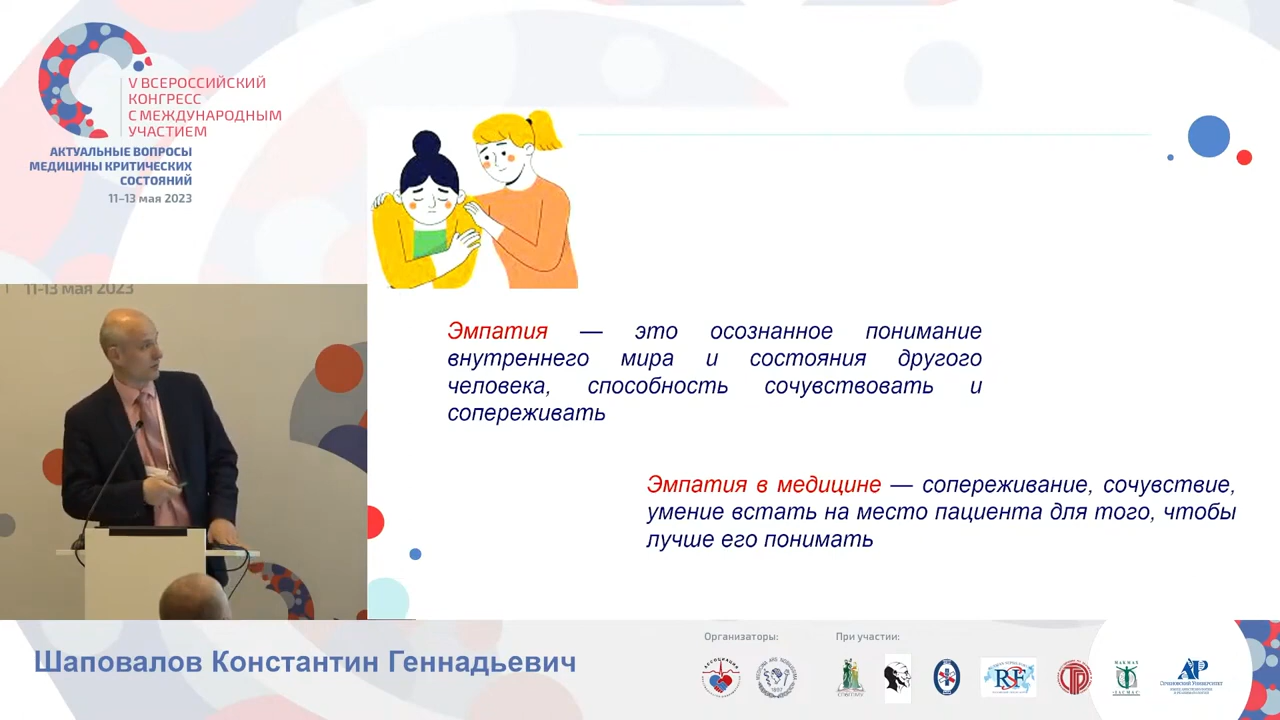 V ВСЕРОССИЙСКИЙ
КОНГРЕСС
С МЕЖДУНАРОДНЫМ
УЧАСТИЕМ
АКТУАЛЬНЫЕ ВОПРОСЫ
МЕДИЦИНЫ КРИТИЧЕСКИХ
СОСТОЯНИЙ
11–13 мая 2023
11-13 мая 2023
Эмпатия — это осознанное понимание
внутреннего мира и состояния другого
человека, способность сочувствовать и
сопереживать
Эмпатия в медицине — сопереживание, сочувствие,
умение встать на место пациента для того, чтобы
лучше его понимать
Организаторы:
При участии:
Шаповалов Константин Геннадьевич